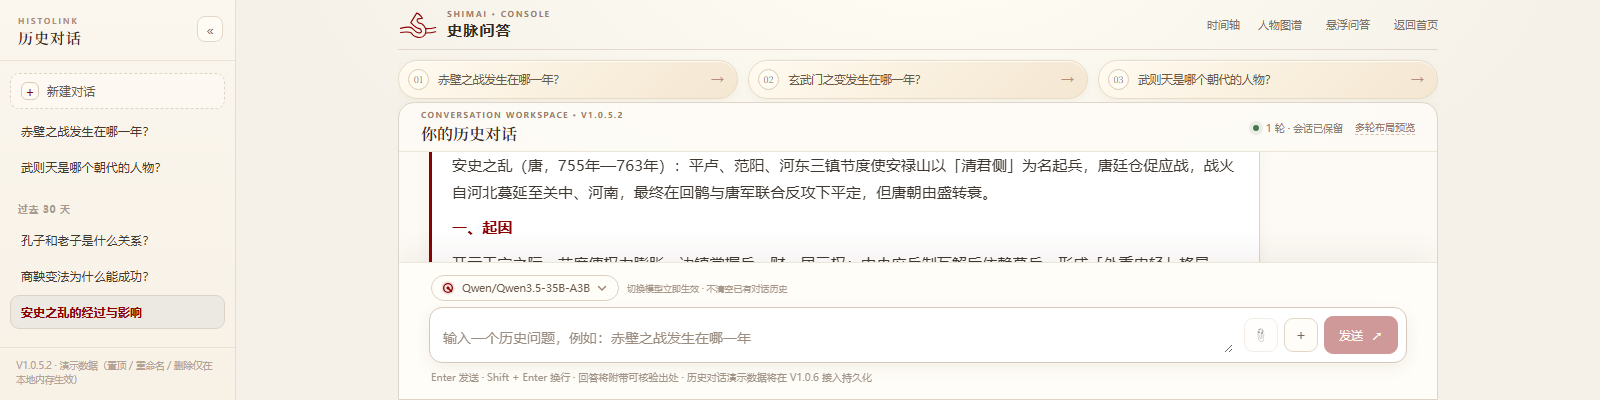 HISTOLINK
历史对话
«
+ 新建对话
赤壁之战发生在哪一年？
武则天是哪个朝代的人物？
过去 30 天
孔子和老子是什么关系？
商鞅变法为什么能成功？
安史之乱的经过与影响
V1.0.5.2 · 演示数据（置顶 / 重命名 / 删除仅在
本地内存生效）
SHIMAI • CONSOLE
史脉问答
时间轴 人物图谱 悬浮问答 返回首页
01 赤壁之战发生在哪一年？ →
02 玄武门之变发生在哪一年？ →
03 武则天是哪个朝代的人物？ →
CONVERSATION WORKSPACE • V1.0.5.2
你的历史对话
1 轮 · 会话已保留 多轮布局预览
安史之乱（唐，755年—763年）：平卢、范阳、河东三镇节度使安禄山以「清君侧」为名起兵，唐廷仓促应战，战火
自河北蔓延至关中、河南，最终在回鹘与唐军联合反攻下平定，但唐朝由盛转衰。
一、起因
Qwen/Qwen3.5-35B-A3B 切换模型立即生效 · 不清空已有对话历史
输入一个历史问题，例如：赤壁之战发生在哪一年
+
发送 ↗
Enter 发送 · Shift + Enter 换行 · 回答将附带可核验出处 · 历史对话演示数据将在 V1.0.6 接入持久化